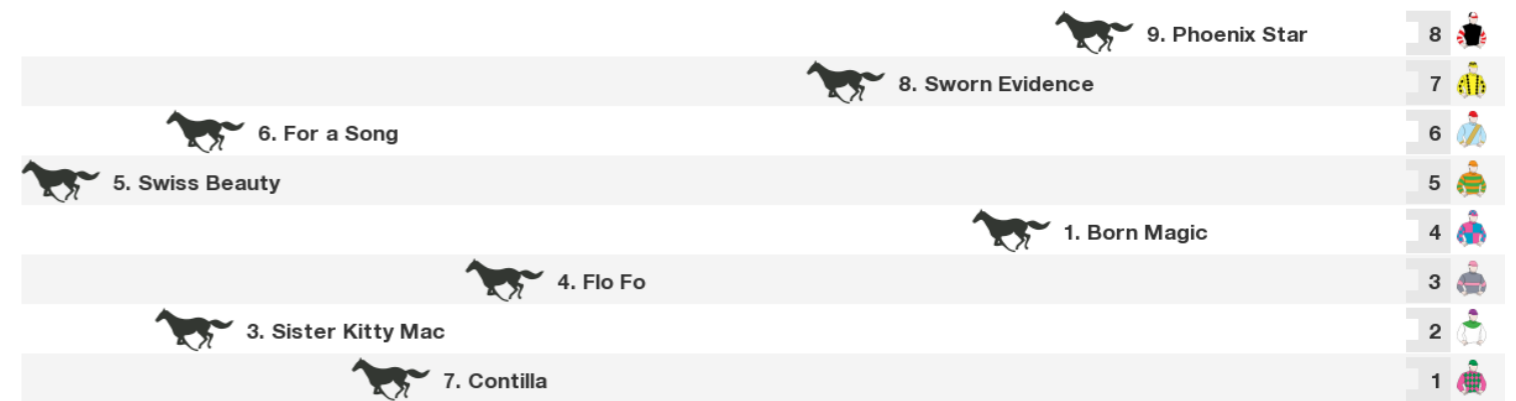 9. Phoenix Star 8
8. Sworn Evidence 7
6. For a Song 6
5. Swiss Beauty 5
1. Born Magic 4
4. Flo Fo 3
3. Sister Kitty Mac 2
7. Contilla 1